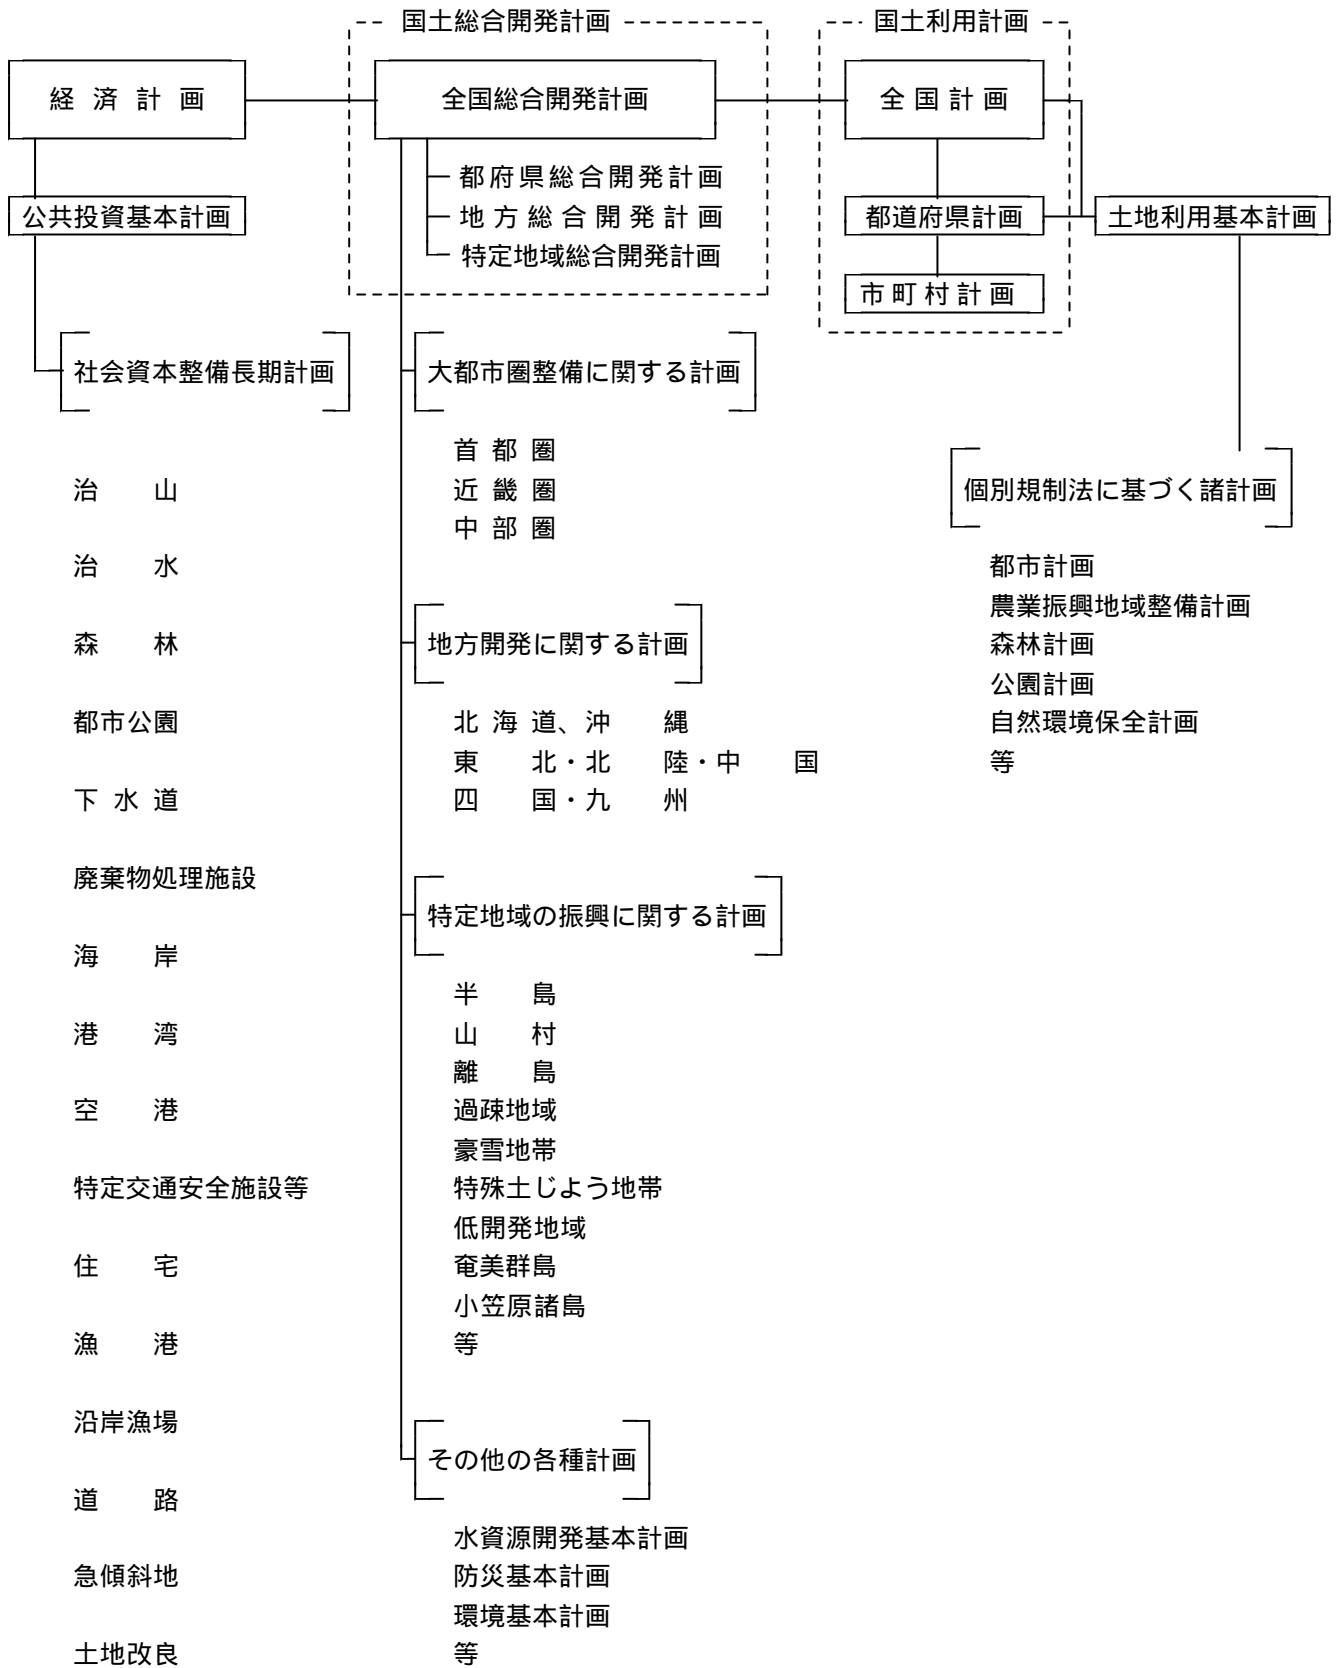 国土総合開発計画
国土利用計画
経済計画
全国総合開発計画
全国計画
都府県総合開発計画
地方総合開発計画
特定地域総合開発計画
公共投資基本計画
都道府県計画
土地利用基本計画
市町村計画
社会資本整備長期計画
治山
治水
森林
都市公園
下水道
廃棄物処理施設
海岸
港湾
空港
特定交通安全施設等
住宅
漁港
沿岸漁場
道路
急傾斜地
土地改良
大都市圏整備に関する計画
首都圏
近畿圏
中部圏
地方開発に関する計画
北海道、沖縄
東北・北陸・中国
四国・九州
特定地域の振興に関する計画
半島
山村
離島
過疎地域
豪雪地帯
特殊土じよう地帯
低開発地域
奄美群島
小笠原諸島
等
その他の各種計画
水資源開発基本計画
防災基本計画
環境基本計画
等
個別規制法に基づく諸計画
都市計画
農業振興地域整備計画
森林計画
公園計画
自然環境保全計画
等